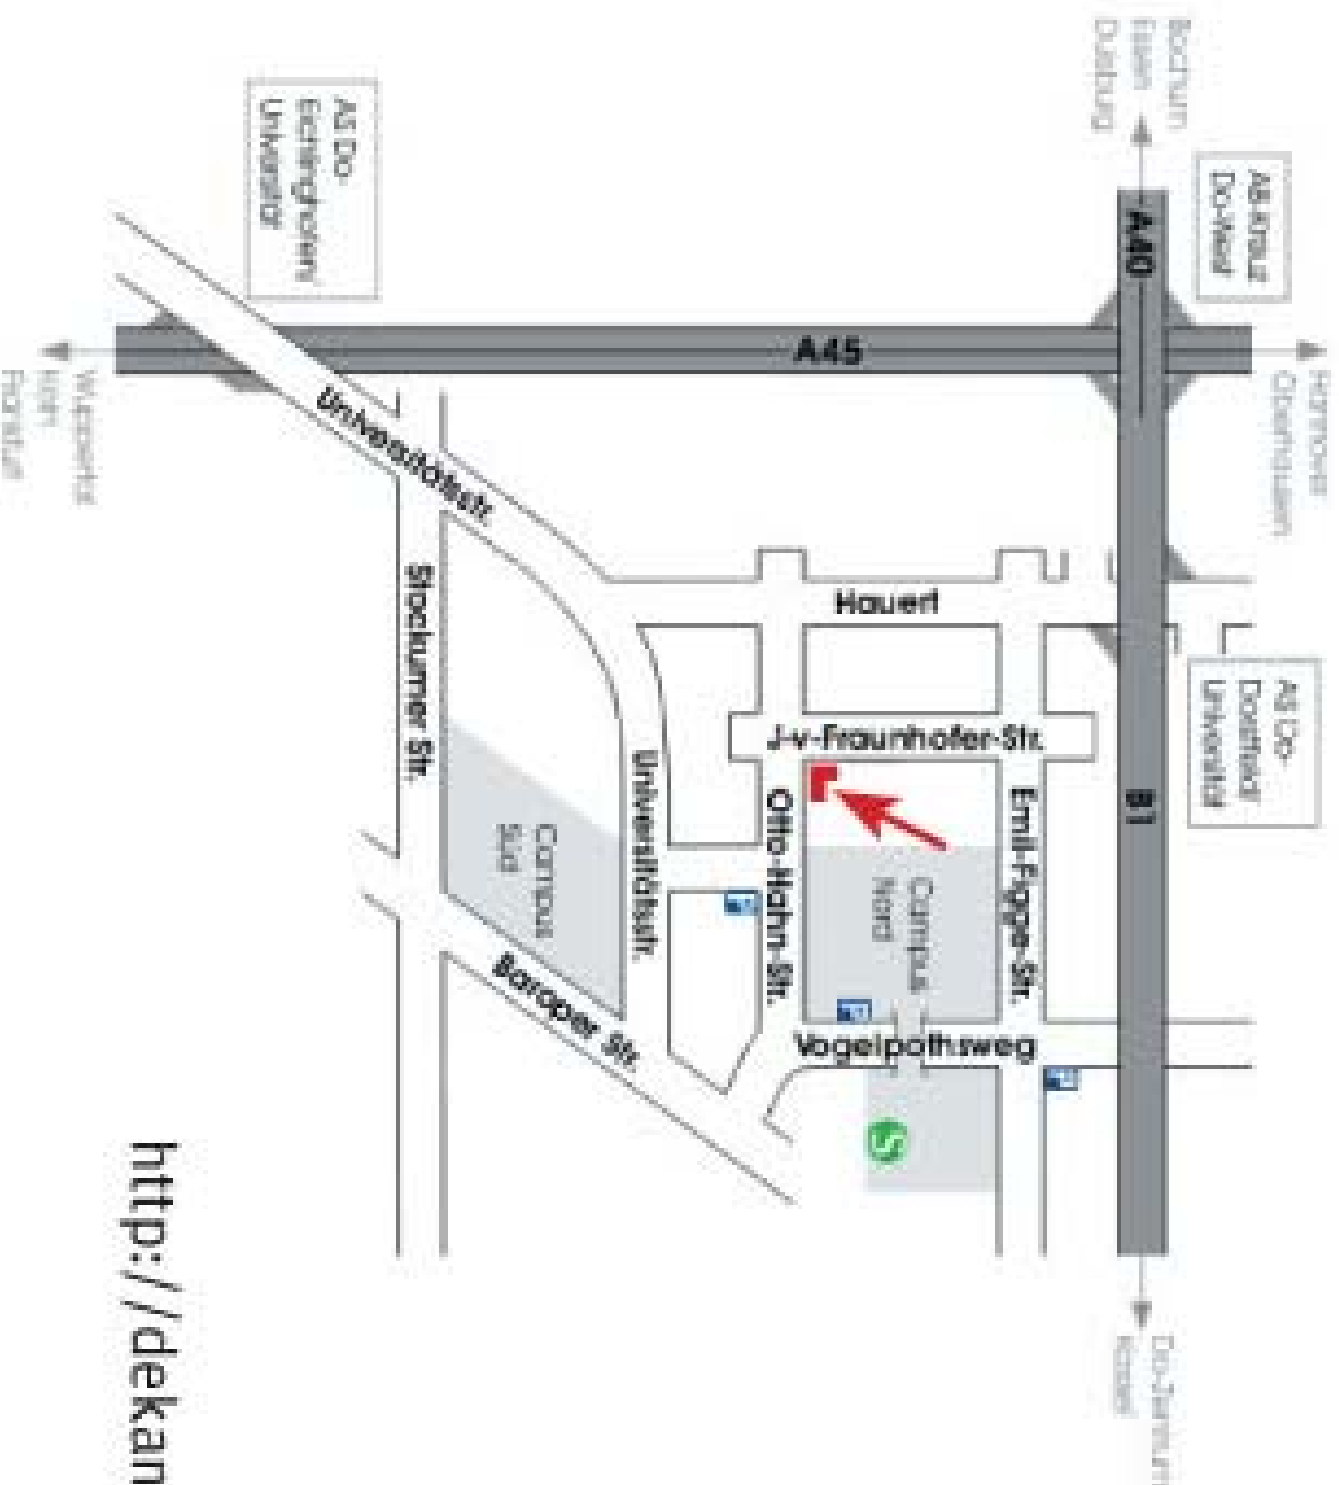 Bochum
Essen
Duisburg
AB-Kreuz
Do-West
Hannover
Oberhausen
A40
A45
AS Do-
Eichlinghofen/
Universität
Wuppertal
Köln
Frankfurt
AS Do-
Dorstfeld/
Universität
B1
Hauert
J-v-Fraunhofer-Str.
Emil-Figge-Str.
Otto-Hahn-Str.
Campus
Nord
P
Vogelpothsweg
P
S
P
Universitätsstr.
Universitätsstr.
Stockumer Str.
Campus
Süd
Baroper Str.
Do-Zentrum
Kassel
http://dekan